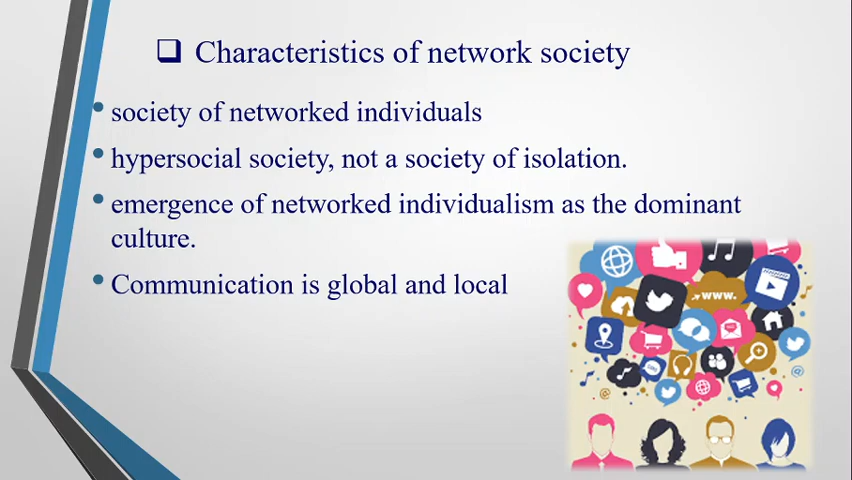 Characteristics of network society
society of networked individuals
hypersocial society, not a society of isolation.
emergence of networked individualism as the dominant
culture.
Communication is global and local
www.